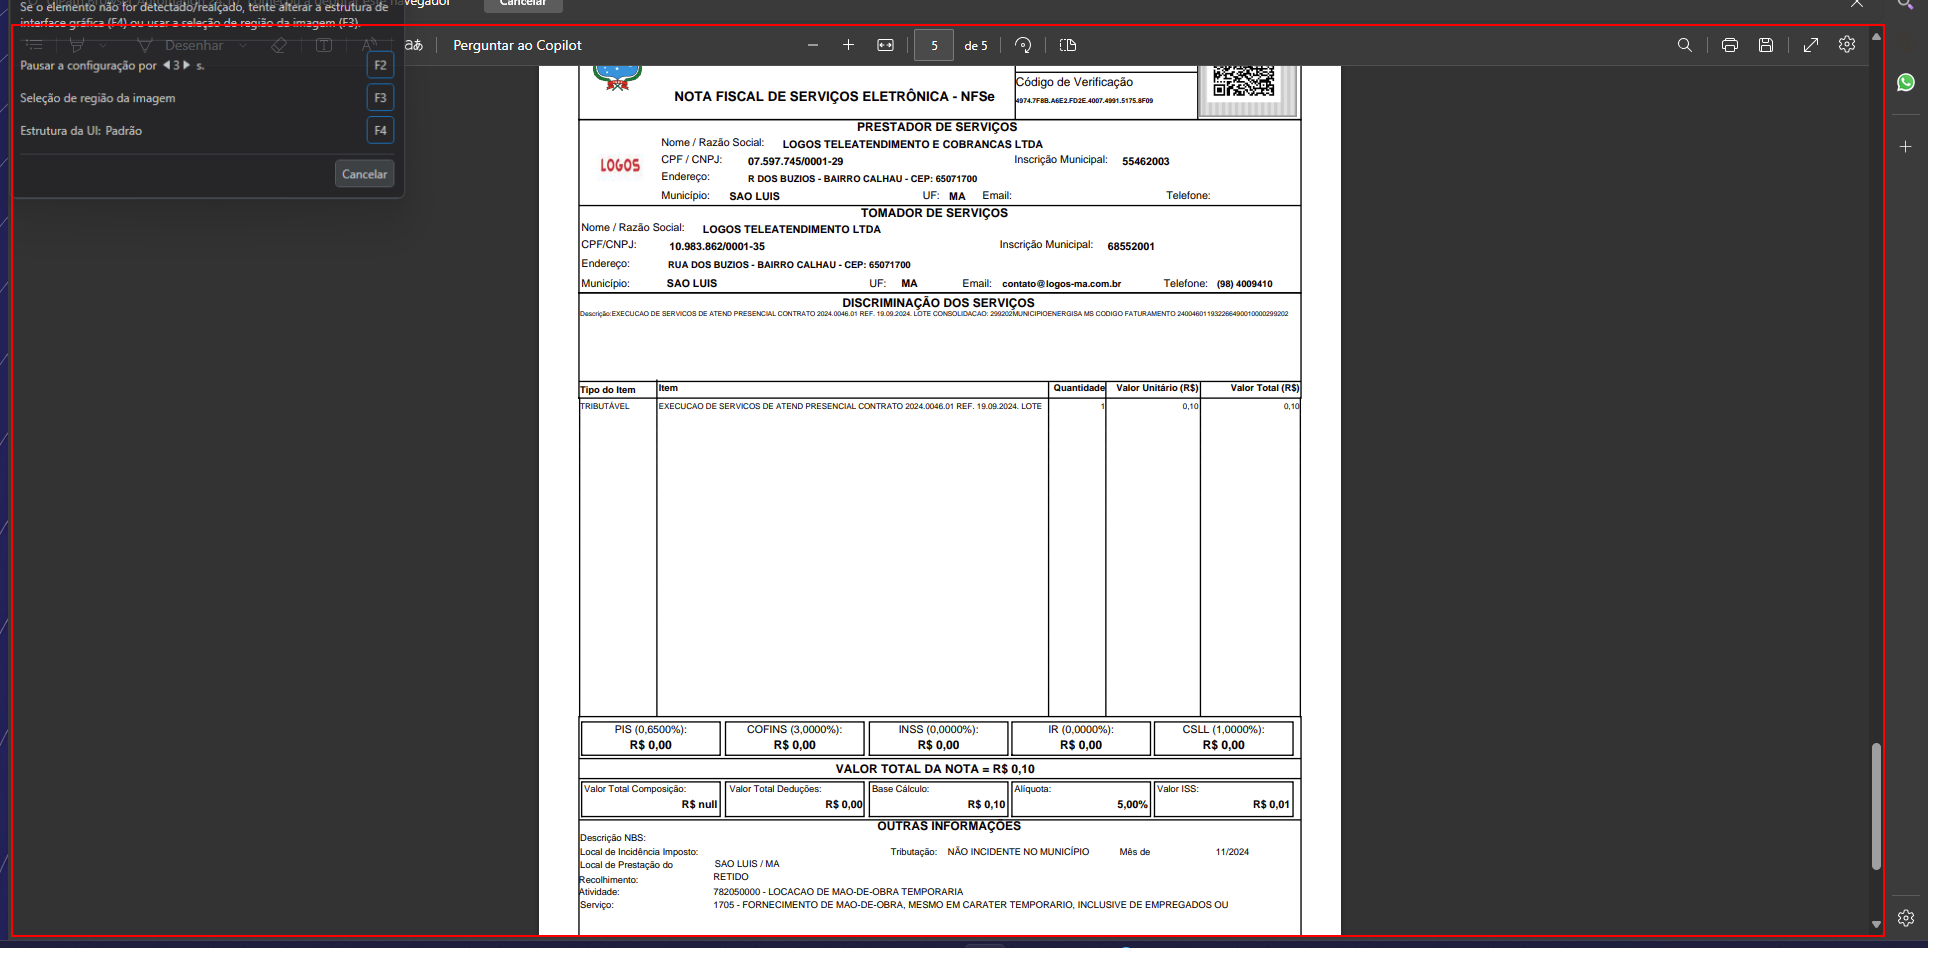 Se o elemento não for detectado/realçado, tente alterar a estrutura de
interface gráfica (F4) ou usar a seleção de região da imagem (F3).
Pausar a configuração por 3 s.
F2
Seleção de região da imagem
F3
Estrutura da UI: Padrão
F4
Cancelar
Cancelar
Desenhar
aあ
Perguntar ao Copilot
5
de 5
NOTA FISCAL DE SERVIÇOS ELETRÔNICA - NFSe
Código de Verificação
4974.7F8B.A6E2.FD2E.4007.4991.5175.8F09
PRESTADOR DE SERVIÇOS
LOGOS
Nome / Razão Social: LOGOS TELEATENDIMENTO E COBRANCAS LTDA
CPF / CNPJ: 07.597.745/0001-29 Inscrição Municipal: 55462003
Endereço: R DOS BUZIOS - BAIRRO CALHAU - CEP: 65071700
Município: SAO LUIS UF: MA Email: Telefone:
TOMADOR DE SERVIÇOS
Nome / Razão Social: LOGOS TELEATENDIMENTO LTDA
CPF/CNPJ: 10.983.862/0001-35 Inscrição Municipal: 68552001
Endereço: RUA DOS BUZIOS - BAIRRO CALHAU - CEP: 65071700
Município: SAO LUIS UF: MA Email: contato@logos-ma.com.br Telefone: (98) 4009410
DISCRIMINAÇÃO DOS SERVIÇOS
Descrição:EXECUCAO DE SERVICOS DE ATEND PRESENCIAL CONTRATO 2024.0046.01 REF. 19.09.2024. LOTE CONSOLIDACAO: 299202MUNICIPIOENERGISA MS CODIGO FATURAMENTO 2400460119322664900100002​99202
Tipo do Item Item Quantidade Valor Unitário (R$) Valor Total (R$)
TRIBUTÁVEL EXECUCAO DE SERVICOS DE ATEND PRESENCIAL CONTRATO 2024.0046.01 REF. 19.09.2024. LOTE 1 0,10 0,10
PIS (0,6500%): COFINS (3,0000%): INSS (0,0000%): IR (0,0000%): CSLL (1,0000%):
R$ 0,00 R$ 0,00 R$ 0,00 R$ 0,00 R$ 0,00
VALOR TOTAL DA NOTA = R$ 0,10
Valor Total Composição: Valor Total Deduções: Base Cálculo: Alíquota: Valor ISS:
R$ null R$ 0,00 R$ 0,10 5,00% R$ 0,01
OUTRAS INFORMAÇÕES
Descrição NBS:
Local de Incidência Imposto: Tributação: NÃO INCIDENTE NO MUNICÍPIO Mês de 11/2024
Local de Prestação do SAO LUIS / MA
Recolhimento: RETIDO
Atividade: 782050000 - LOCACAO DE MAO-DE-OBRA TEMPORARIA
Serviço: 1705 - FORNECIMENTO DE MAO-DE-OBRA, MESMO EM CARATER TEMPORARIO, INCLUSIVE DE EMPREGADOS OU